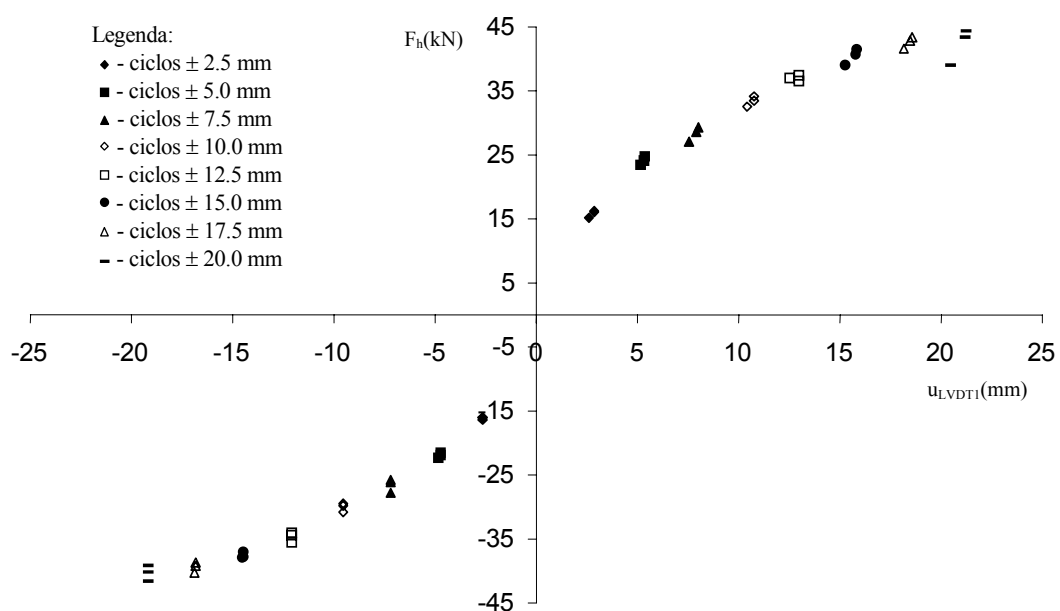 Legenda:
- ciclos ± 2.5 mm
- ciclos ± 5.0 mm
- ciclos ± 7.5 mm
- ciclos ± 10.0 mm
- ciclos ± 12.5 mm
- ciclos ± 15.0 mm
- ciclos ± 17.5 mm
- ciclos ± 20.0 mm
Fh(kN)
45
35
25
15
5
-25 -20 -15 -10 -5 0 5 10 15 20 25
-5
uLVDT1(mm)
-15
-25
-35
-45